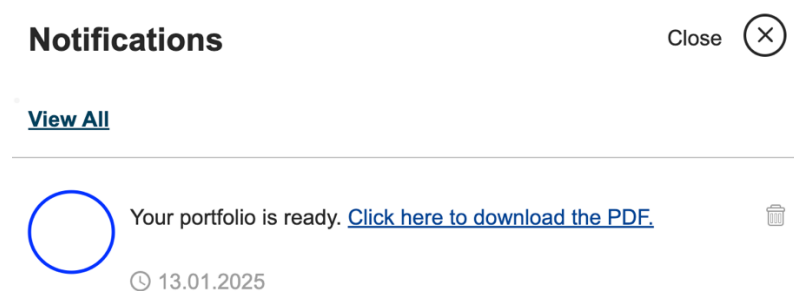 Notifications
Close
View All
Your portfolio is ready. Click here to download the PDF.
13.01.2025